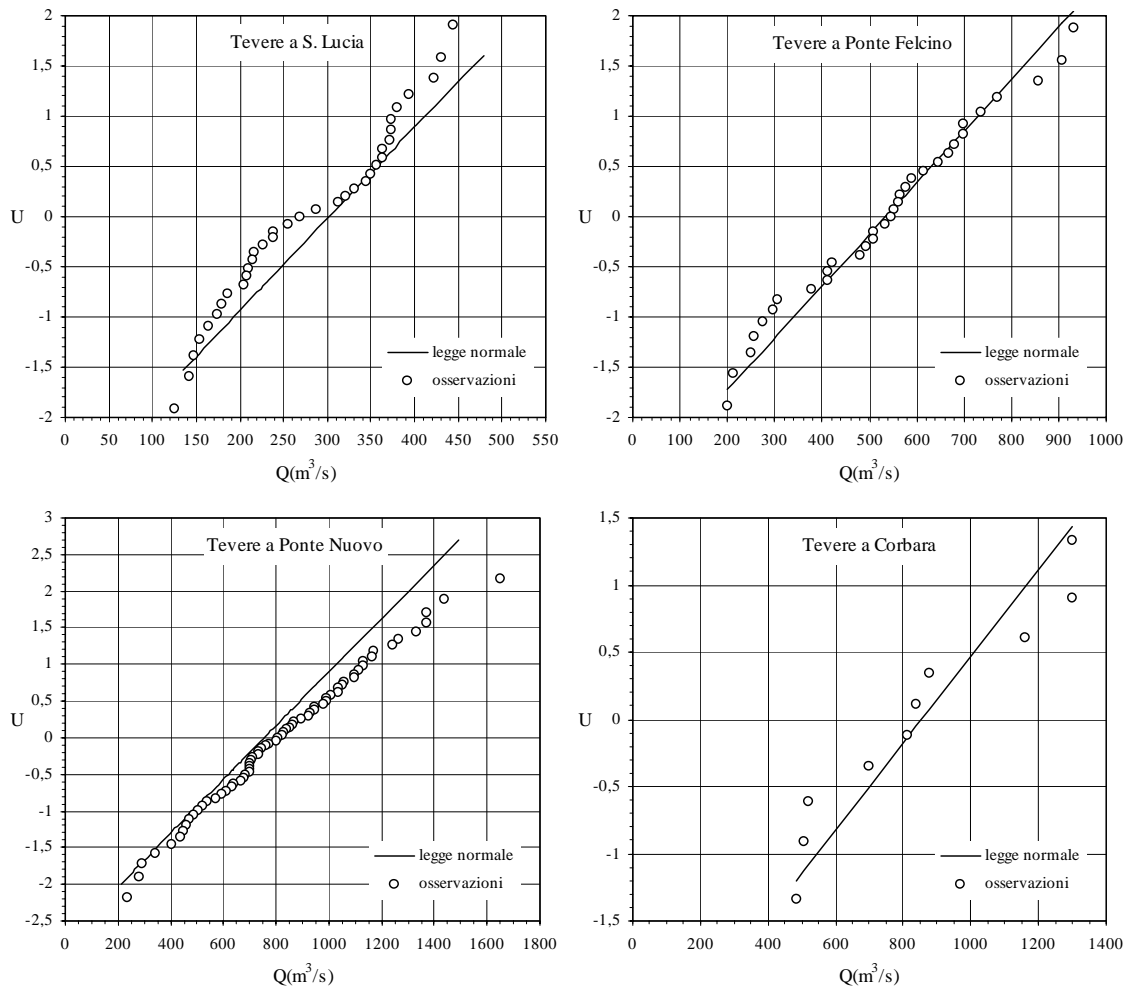 Tevere a S. Lucia
2
1,5
1
0,5
0
-0,5
-1
-1,5
-2
U
legge normale
osservazioni
0 50 100 150 200 250 300 350 400 450 500 550
Q(m³/s)
Tevere a Ponte Felcino
2
1,5
1
0,5
0
-0,5
-1
-1,5
-2
U
legge normale
osservazioni
0 100 200 300 400 500 600 700 800 900 1000
Q(m³/s)
Tevere a Ponte Nuovo
3
2,5
2
1,5
1
0,5
0
-0,5
-1
-1,5
-2
-2,5
U
legge normale
osservazioni
0 200 400 600 800 1000 1200 1400 1600 1800
Q(m³/s)
Tevere a Corbara
1,5
1
0,5
0
-0,5
-1
-1,5
U
legge normale
osservazioni
0 200 400 600 800 1000 1200 1400
Q(m³/s)